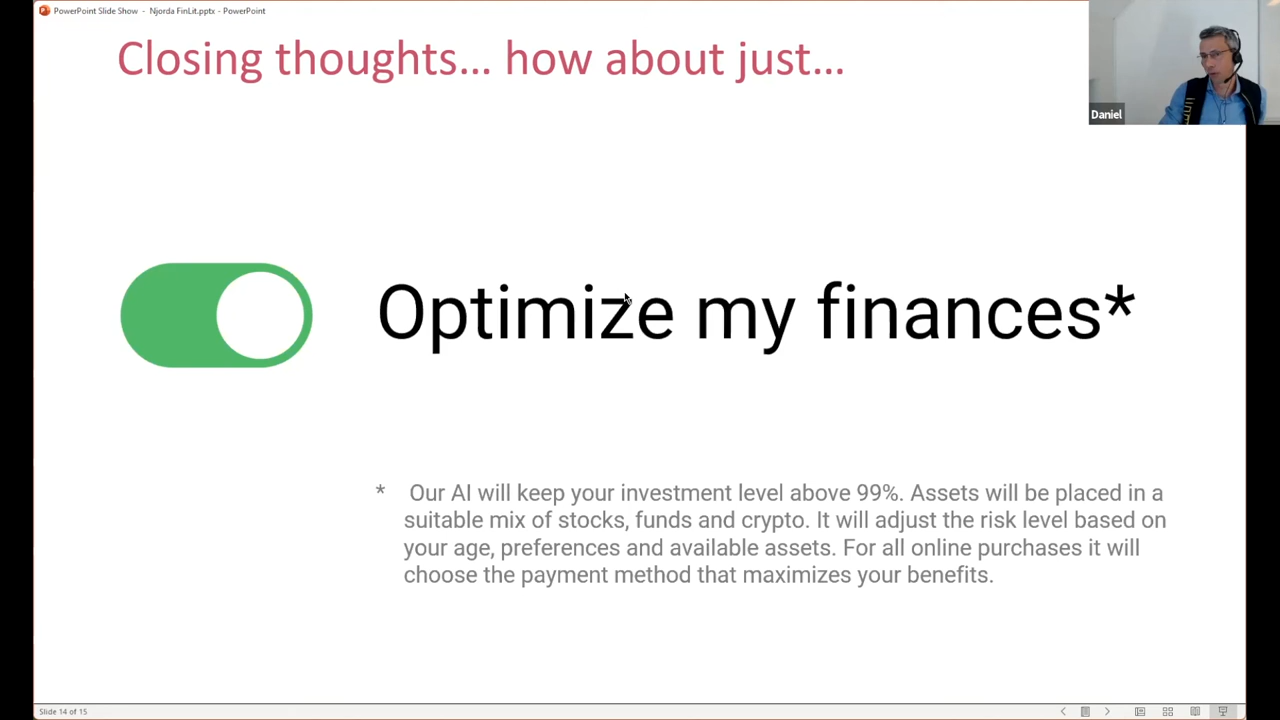 PowerPoint Slide Show - Njorda FinLit.pptx - PowerPoint
Closing thoughts... how about just...
Daniel
Optimize my finances*
* Our AI will keep your investment level above 99%. Assets will be placed in a
suitable mix of stocks, funds and crypto. It will adjust the risk level based on
your age, preferences and available assets. For all online purchases it will
choose the payment method that maximizes your benefits.
Slide 14 of 15